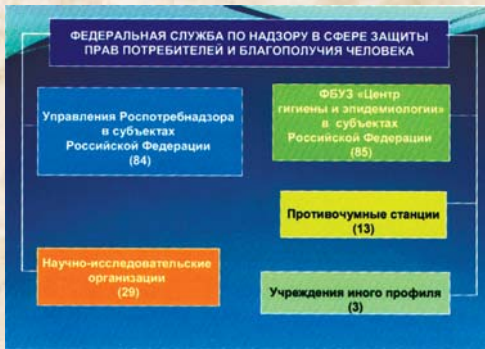 ФЕДЕРАЛЬНАЯ СЛУЖБА ПО НАДЗОРУ В СФЕРЕ ЗАЩИТЫ
ПРАВ ПОТРЕБИТЕЛЕЙ И БЛАГОПОЛУЧИЯ ЧЕЛОВЕКА
Управления Роспотребнадзора
в субъектах
Российской Федерации
(84)
ФБУЗ «Центр
гигиены и эпидемиологии»
в субъектах
Российской Федерации
(85)
Противочумные станции
(13)
Научно-исследовательские
организации
(29)
Учреждения иного профиля
(3)